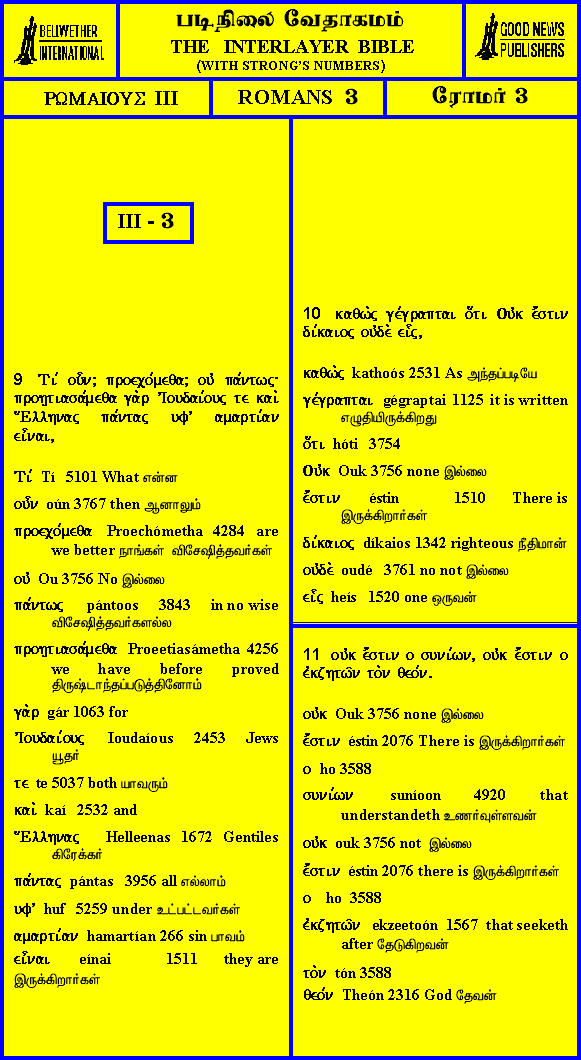 BELLWETHER
INTERNATIONAL
படிநிலை வேதாகமம்
THE INTERLAYER BIBLE
(WITH STRONG'S NUMBERS)
GOOD NEWS
PUBLISHERS
ΡΩΜΑΙΟΥΣ III
ROMANS 3
ரோமர் 3
III - 3
9 Τί οὖν; προεχόμεθα; οὐ πάντως·
προῃτιασάμεθα γὰρ Ἰουδαίους τε καὶ
Ἕλληνας πάντας υφ' αμαρτίαν
εἶναι,
Τί Tí 5101 What என்ன
οὖν oún 3767 then ஆனாலும்
προεχόμεθα Proechómetha 4284 are
we better நாங்கள் விசேஷித்தவர்கள்
οὐ Ou 3756 No இல்லை
πάντως pántoos 3843 in no wise
விசேஷித்தவர்களல்ல
προῃτιασάμεθα Proeetiasámetha 4256
we have before proved
திருஷ்டாந்தப்படுத்தினோம்
γὰρ gár 1063 for
Ἰουδαίους Ioudaíous 2453 Jews
யூதர்
τε te 5037 both யாவரும்
καὶ kaí 2532 and
Ἕλληνας Helleenas 1672 Gentiles
கிரேக்கர்
πάντας pántas 3956 all எல்லாம்
υφ' huf 5259 under உட்பட்டவர்கள்
αμαρτίαν hamartían 266 sin பாவம்
εἶναι eínai 1511 they are
இருக்கிறார்கள்
10 καθὼς γέγραπται ὅτι Οὐκ ἔστιν
δίκαιος οὐδὲ εἷς,
καθὼς kathoós 2531 As அந்தப்படியே
γέγραπται gégraptai 1125 it is written
எழுதியிருக்கிறது
ὅτι hóti 3754
Οὐκ Ouk 3756 none இல்லை
ἔστιν éstin 1510 There is
இருக்கிறார்கள்
δίκαιος díkaios 1342 righteous நீதிமான்
οὐδὲ oudé 3761 no not இல்லை
εἷς heís 1520 one ஒருவன்
11 οὐκ ἔστιν ο συνίων, οὐκ ἔστιν ο
ἐκζητῶν τὸν θεόν.
οὐκ Ouk 3756 none இல்லை
ἔστιν éstin 2076 There is இருக்கிறார்கள்
ο ho 3588
συνίων suníoon 4920 that
understandeth உணர்வுள்ளவன்
οὐκ ouk 3756 not இல்லை
ἔστιν éstin 2076 there is இருக்கிறார்கள்
ο ho 3588
ἐκζητῶν ekzeetoón 1567 that seeketh
after தேடுகிறவன்
τὸν tón 3588
θεόν Theón 2316 God தேவன்